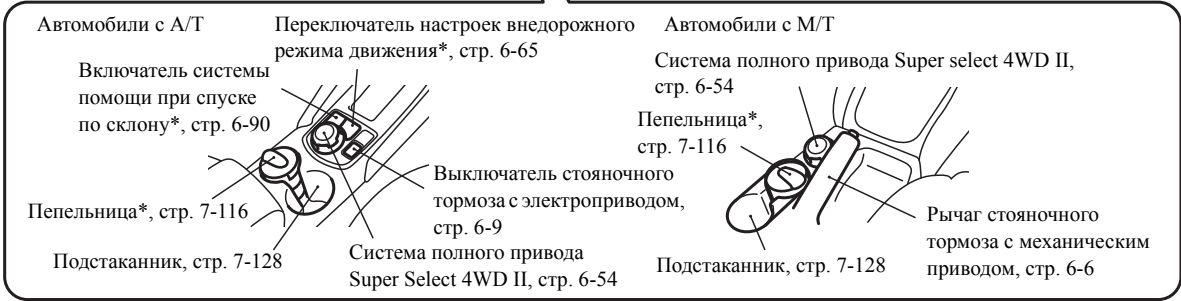 Автомобили с А/Т
Переключатель настроек внедорожного
режима движения*, стр. 6-65
Включатель системы
помощи при спуске
по склону*, стр. 6-90
Пепельница*, стр. 7-116
Подстаканник, стр. 7-128
Выключатель стояночного
тормоза с электроприводом,
стр. 6-9
Система полного привода
Super Select 4WD II, стр. 6-54
Автомобили с М/Т
Система полного привода Super select 4WD II,
стр. 6-54
Пепельница*,
стр. 7-116
Подстаканник, стр. 7-128
Рычаг стояночного
тормоза с механическим
приводом, стр. 6-6